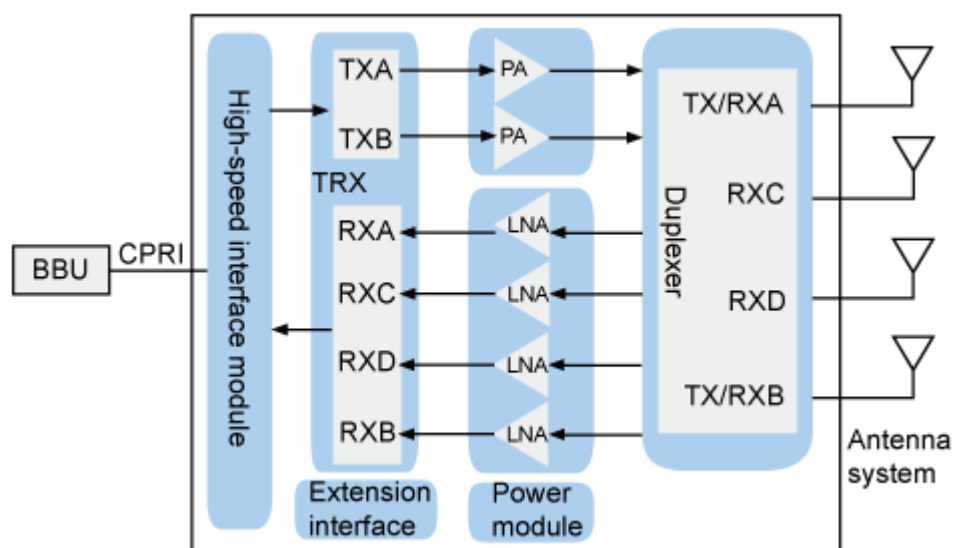 BBU
CPRI
High-speed interface module
TXA
TXB
TRX
RXA
RXC
RXD
RXB
Extension
interface
PA
PA
LNA
LNA
LNA
LNA
Power
module
Duplexer
TX/RXA
RXC
RXD
TX/RXB
Antenna
system